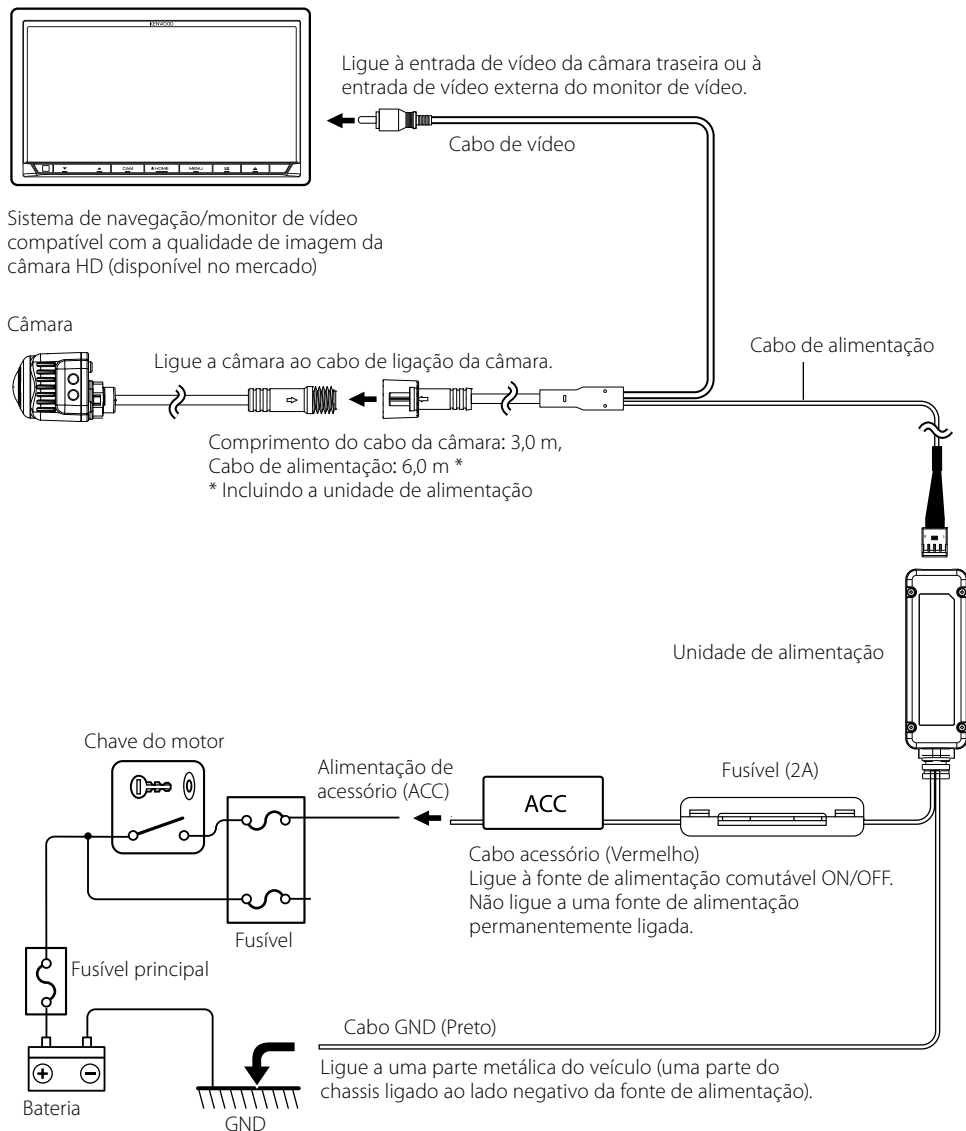 KENWOOD
Ligue à entrada de vídeo da câmara traseira ou à
entrada de vídeo externa do monitor de vídeo.
Cabo de vídeo
CAM
HOME
MENU
Sistema de navegação/monitor de vídeo
compatível com a qualidade de imagem da
câmara HD (disponível no mercado)
Câmara
Ligue a câmara ao cabo de ligação da câmara.
Cabo de alimentação
Comprimento do cabo da câmara: 3,0 m,
Cabo de alimentação: 6,0 m *
* Incluindo a unidade de alimentação
Unidade de alimentação
Chave do motor
Alimentação de
acessório (ACC)
ACC
Fusível (2A)
Cabo acessório (Vermelho)
Ligue à fonte de alimentação comutável ON/OFF.
Não ligue a uma fonte de alimentação
permanentemente ligada.
Fusível
Fusível principal
Cabo GND (Preto)
Ligue a uma parte metálica do veículo (uma parte do
chassis ligado ao lado negativo da fonte de alimentação).
Bateria
GND